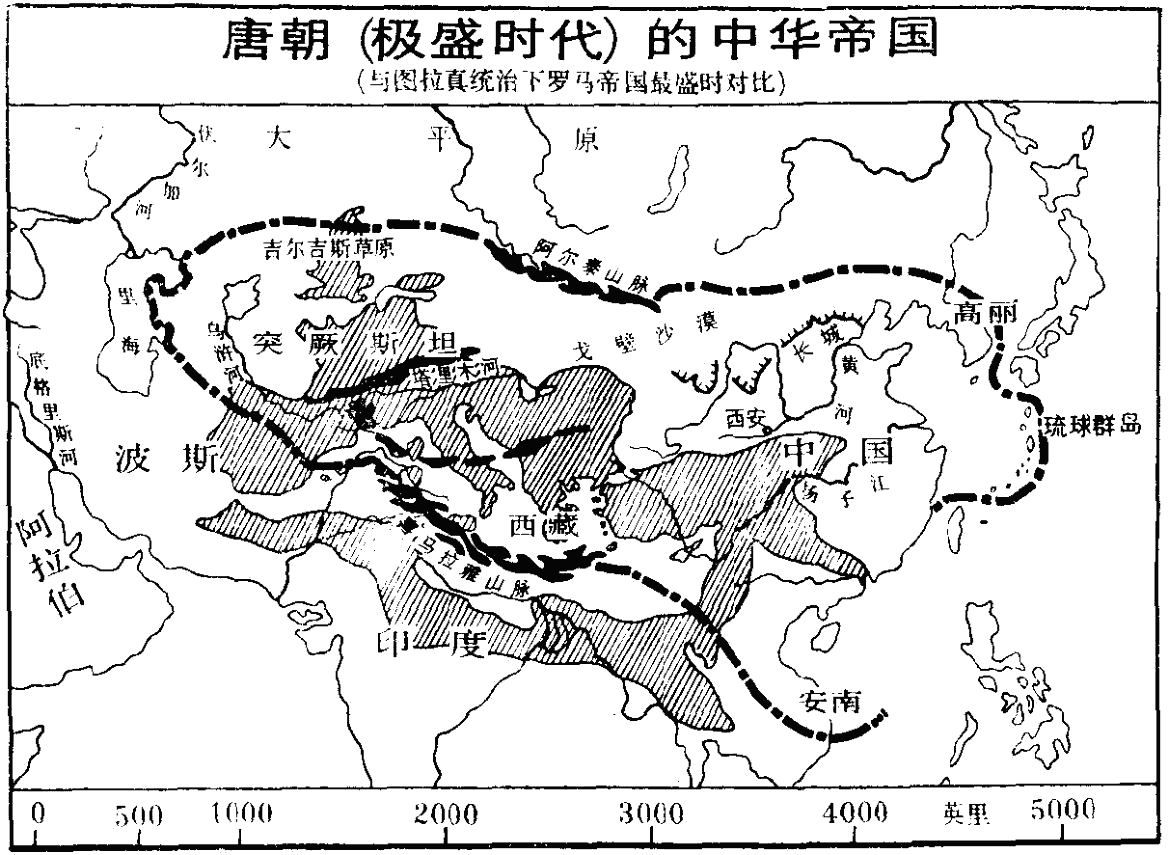 唐朝(极盛时代)的中华帝国
(与图拉真统治下罗马帝国最盛时对比)
大平原
伏尔加河
吉尔吉斯草原
阿尔泰山脉
里海
乌浒河
突厥斯坦
戈壁沙漠
长城
高丽
底格里斯河
塔里木河
黄河
西安
琉球群岛
波斯
中国
扬子江
西藏
阿拉伯
马拉雅山脉
印度
安南
0 500 1000 2000 3000 4000 英里 5000